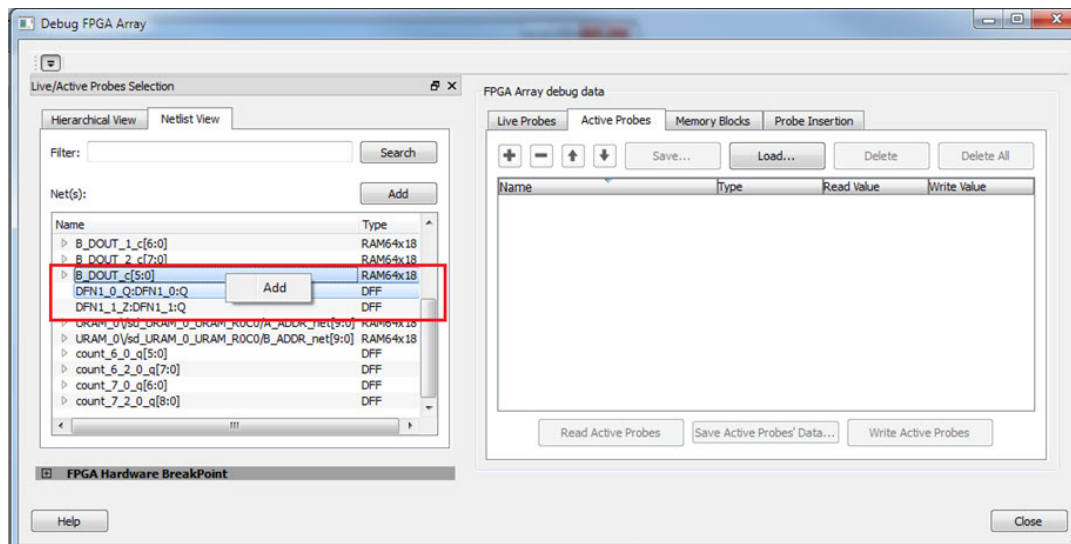 Debug FPGA Array
Live/Active Probes Selection
Hierarchical View Netlist View
Filter: Search
Net(s): Add
Name Type
B_DOUT_1_c[6:0] RAM64x18
B_DOUT_2_c[7:0] RAM64x18
B_DOUT_c[5:0] RAM64x18
DFN1_0_Q:DFN1_0:Q DFF
Add
DFN1_1_Z:DFN1_1:Q DFF
URAM_0\/sd_URAM_0_URAM_R0C0/A_ADDR_net[9:0] RAM64x18
URAM_0\/sd_URAM_0_URAM_R0C0/B_ADDR_net[9:0] RAM64x18
count_6_0_q[5:0] DFF
count_6_2_0_q[7:0] DFF
count_7_0_q[6:0] DFF
count_7_2_0_q[8:0] DFF
FPGA Hardware BreakPoint
FPGA Array debug data
Live Probes Active Probes Memory Blocks Probe Insertion
Save... Load... Delete Delete All
Name Type Read Value Write Value
Read Active Probes Save Active Probes' Data... Write Active Probes
Help Close